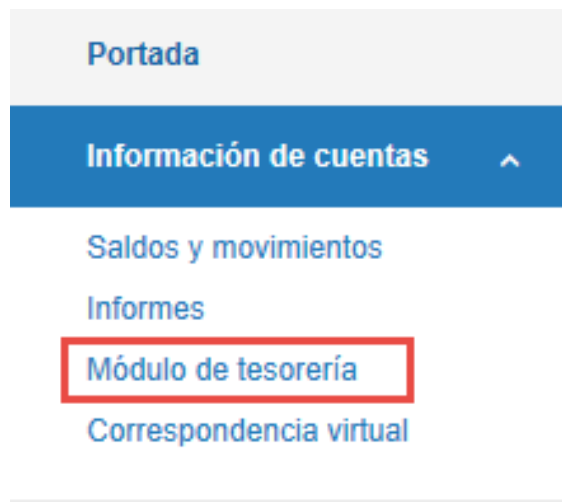 Portada
Información de cuentas
Saldos y movimientos
Informes
Módulo de tesorería
Correspondencia virtual